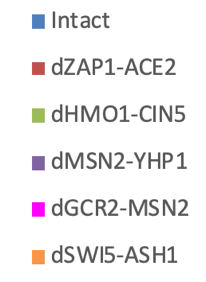 Intact
dZAP1-ACE2
dHMO1-CIN5
dMSN2-YHP1
dGCR2-MSN2
dSWI5-ASH1